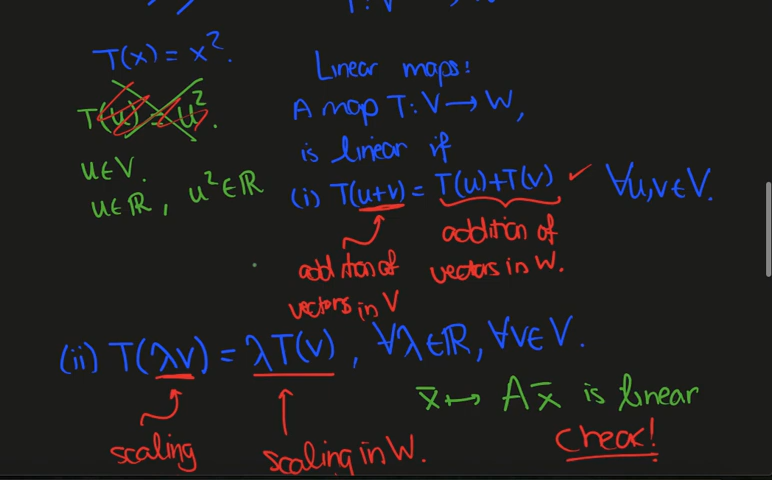 T(x) = x².
Linear maps:
A map T: V → W,
is linear if
T(u) = u².
u ∈ V.
u ∈ ℝ, u² ∈ ℝ
(i) T(u+v) = T(u)+T(v) ✓ ∀u,v ∈ V.
addition of vectors in V
addition of
vectors in W.
(ii) T(λv) = λT(v), ∀λ ∈ ℝ, ∀v ∈ V.
scaling
scaling in W.
x̄ ↦ Ax̄ is linear
Check!